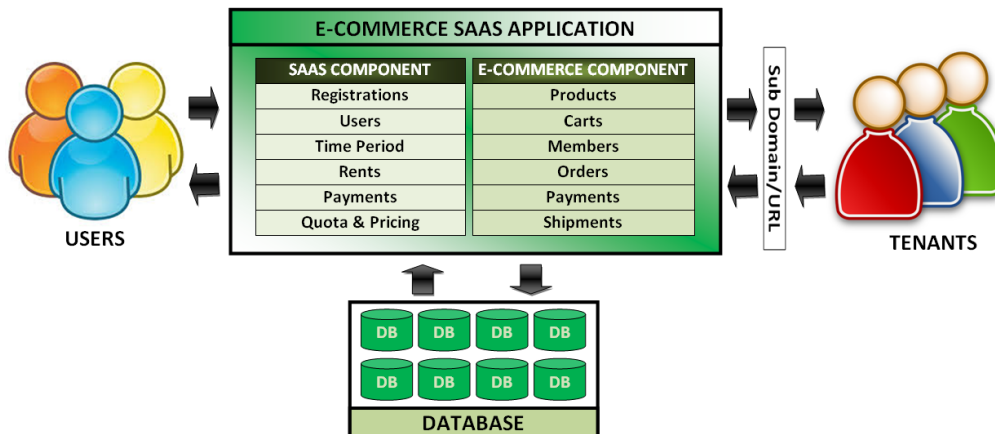 E-COMMERCE SAAS APPLICATION
SAAS COMPONENT
E-COMMERCE COMPONENT
Registrations
Products
Users
Carts
Time Period
Members
Rents
Orders
Payments
Payments
Quota & Pricing
Shipments
USERS
Sub Domain/URL
TENANTS
DB DB DB DB
DB DB DB DB
DATABASE